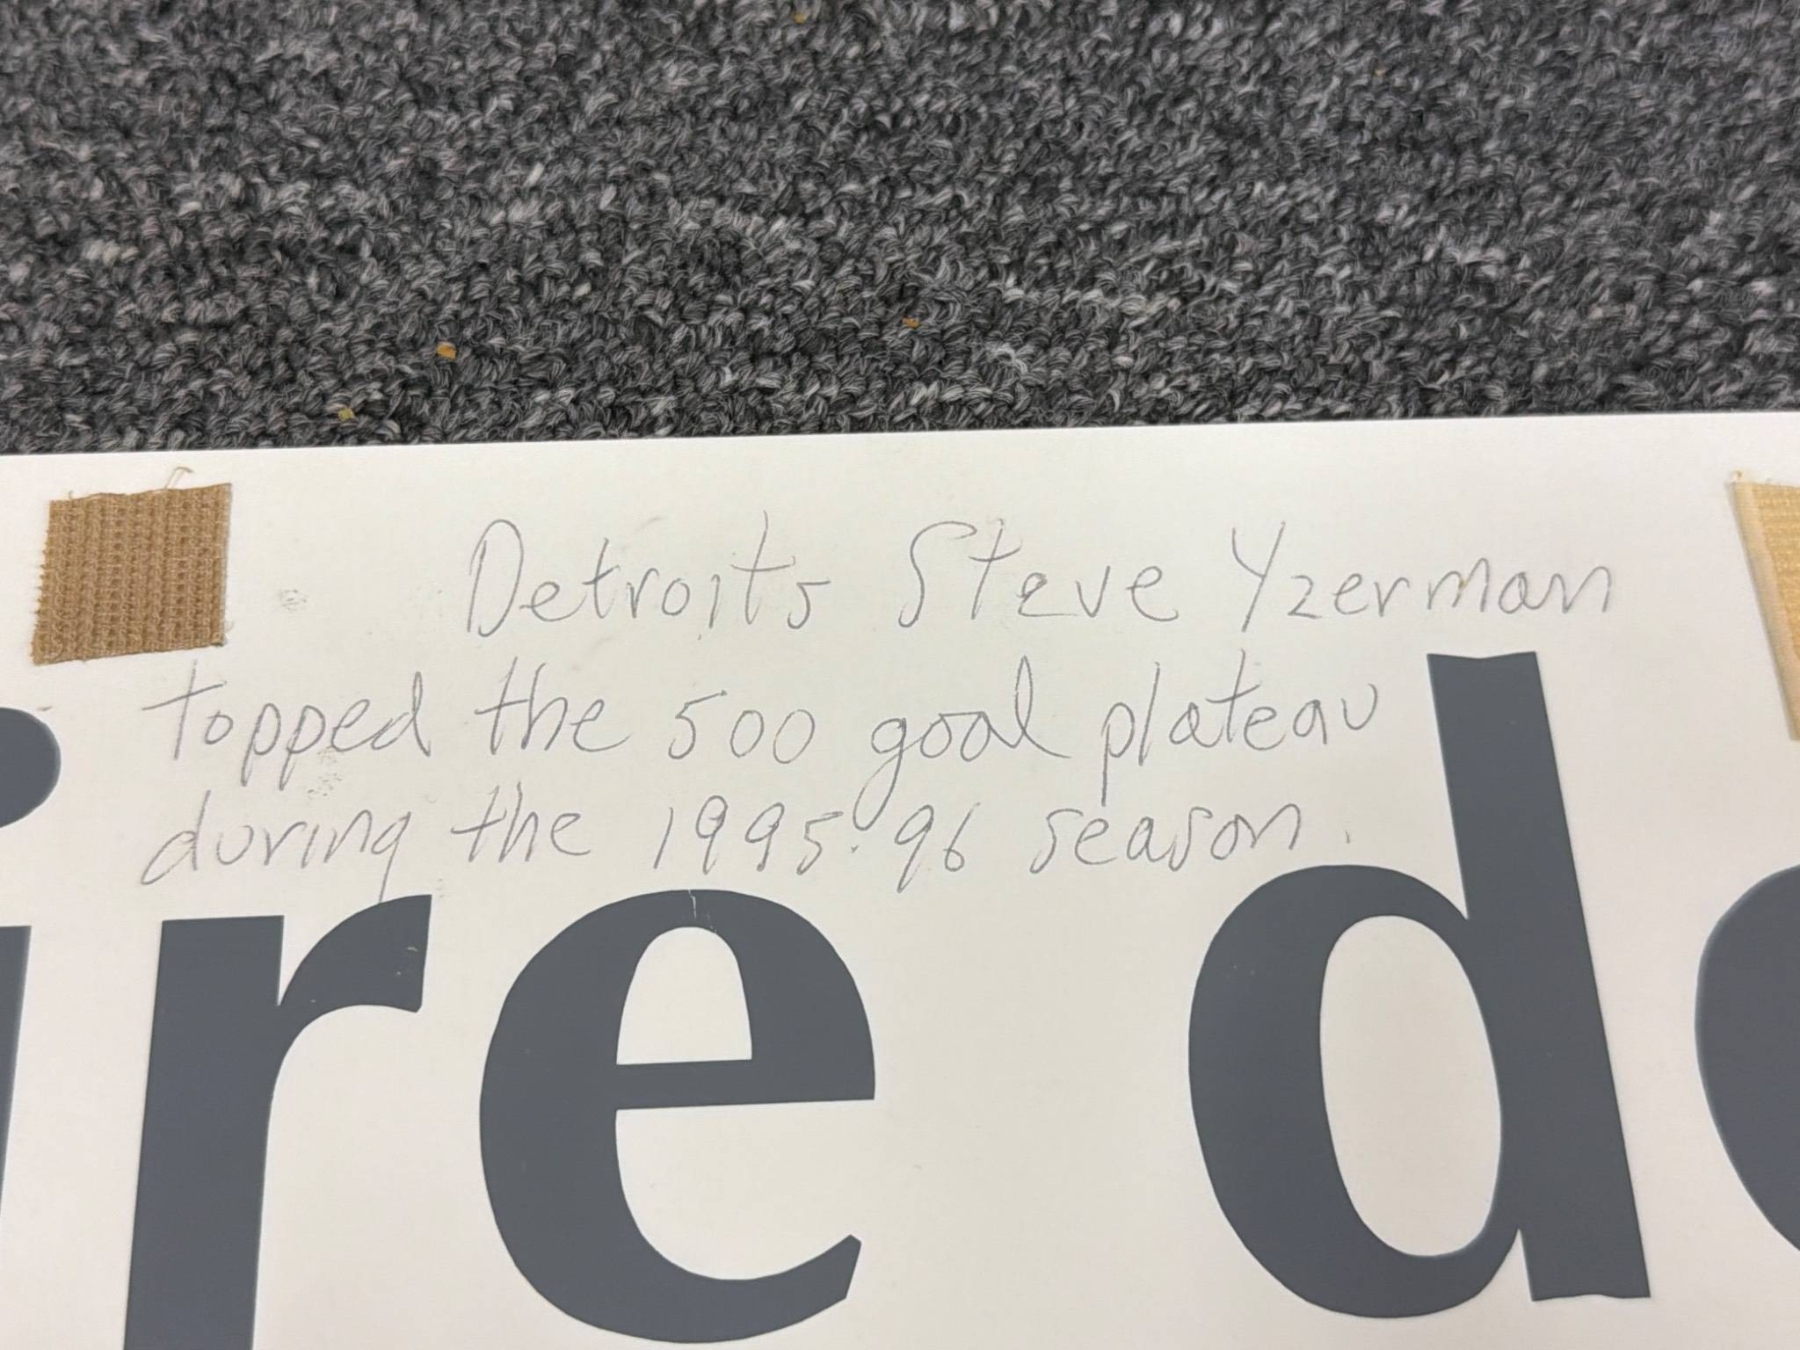 Detroits Steve Yzerman
topped the 500 goal plateau
during the 1995-96 season.
ire d